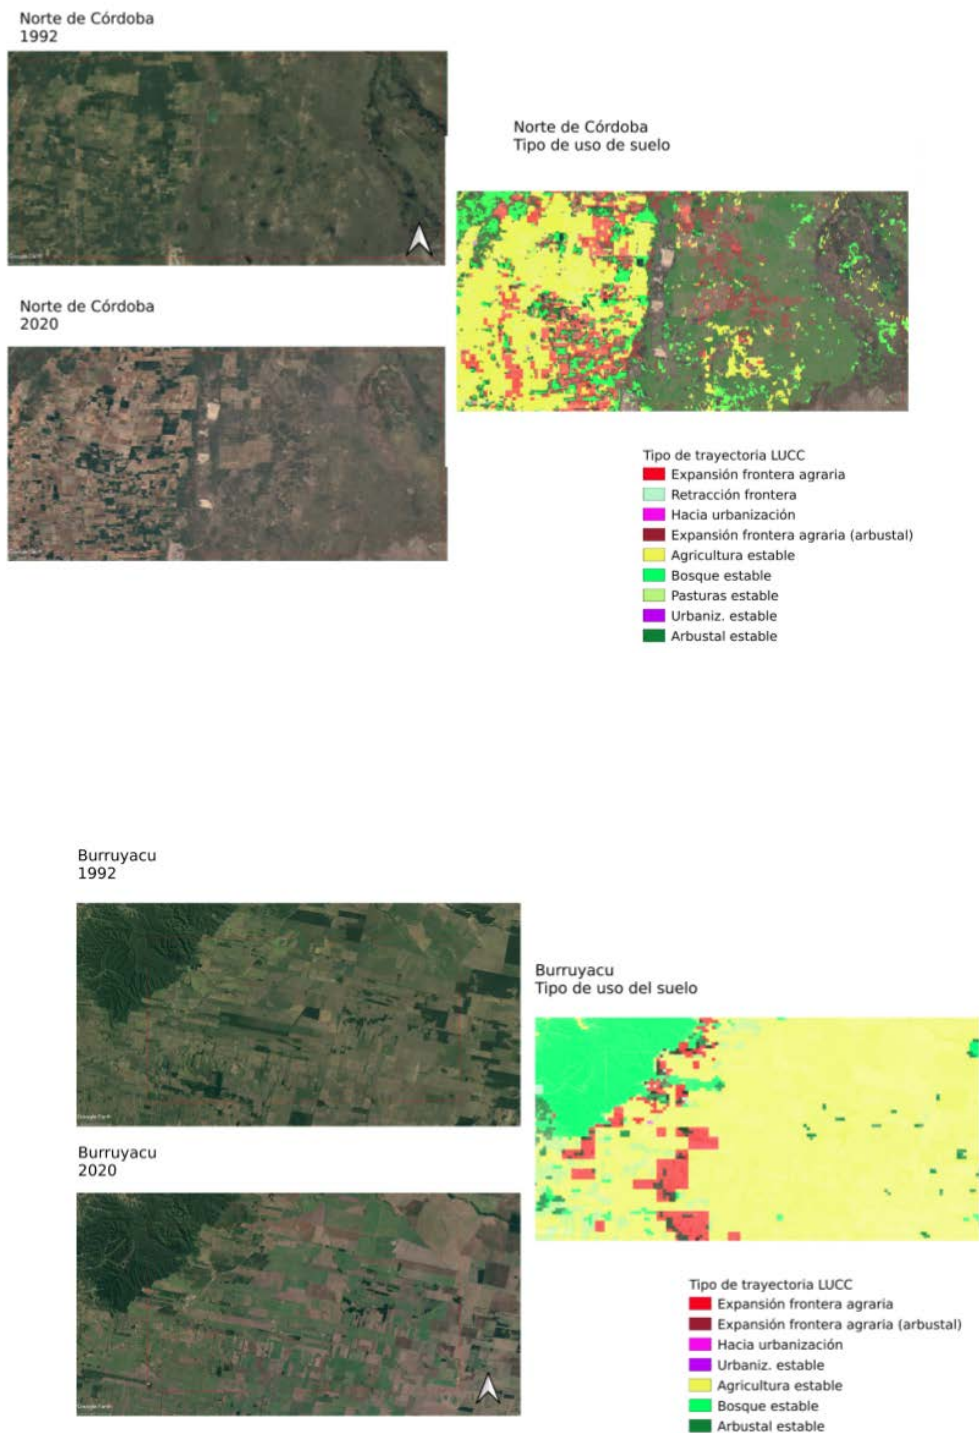 Norte de Córdoba
1992
Norte de Córdoba
Tipo de uso de suelo
Norte de Córdoba
2020
Tipo de trayectoria LUCC
Expansión frontera agraria
Retracción frontera
Hacia urbanización
Expansión frontera agraria (arbustal)
Agricultura estable
Bosque estable
Pasturas estable
Urbaniz. estable
Arbustal estable
Burruyacu
1992
Burruyacu
Tipo de uso del suelo
Burruyacu
2020
Tipo de trayectoria LUCC
Expansión frontera agraria
Expansión frontera agraria (arbustal)
Hacia urbanización
Urbaniz. estable
Agricultura estable
Bosque estable
Arbustal estable